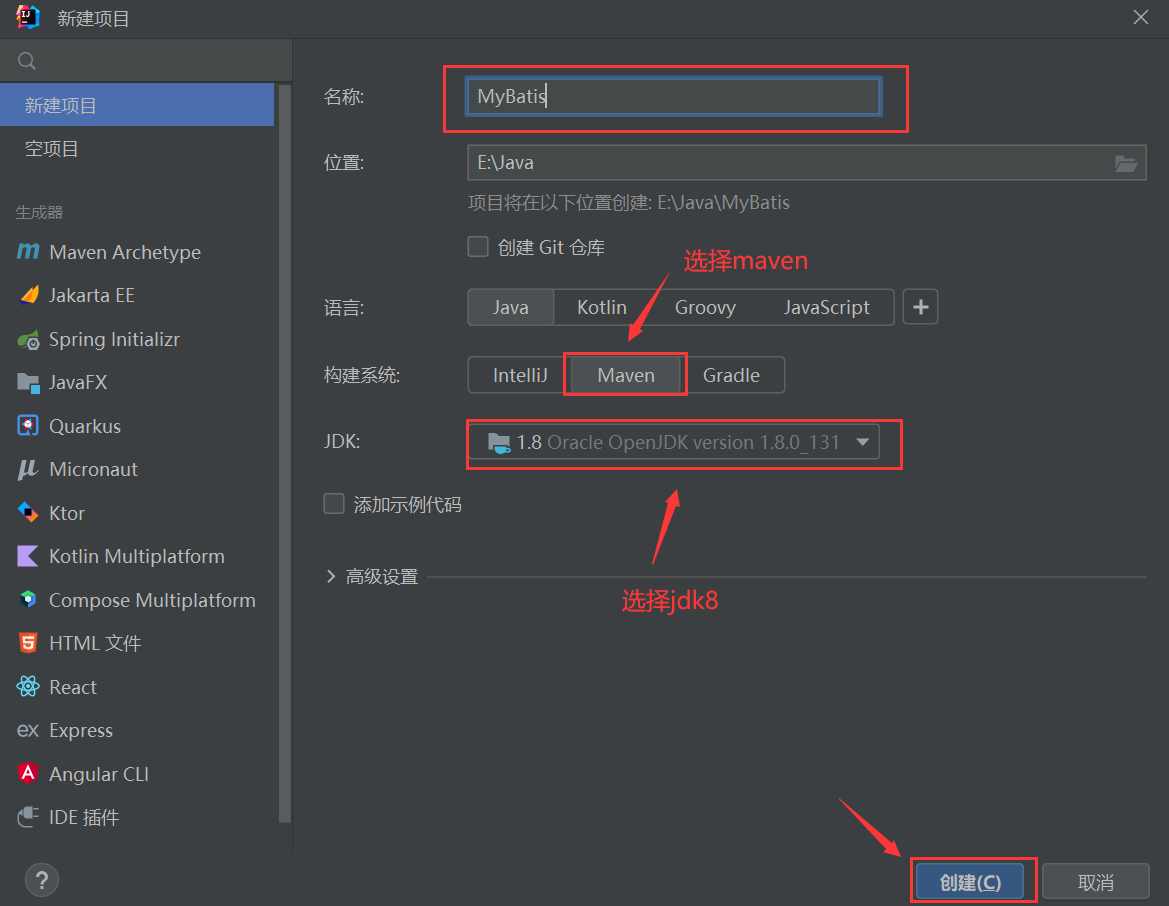 新建项目
新建项目
空项目
生成器
Maven Archetype
Jakarta EE
Spring Initializr
JavaFX
Quarkus
Micronaut
Ktor
Kotlin Multiplatform
Compose Multiplatform
HTML 文件
React
Express
Angular CLI
IDE 插件
名称:
MyBatis
位置:
E:\Java
项目将在以下位置创建: E:\Java\MyBatis
创建 Git 仓库
选择maven
语言:
Java Kotlin Groovy JavaScript +
构建系统:
IntelliJ Maven Gradle
JDK:
1.8 Oracle OpenJDK version 1.8.0_131
添加示例代码
高级设置
选择jdk8
?
创建(C) 取消